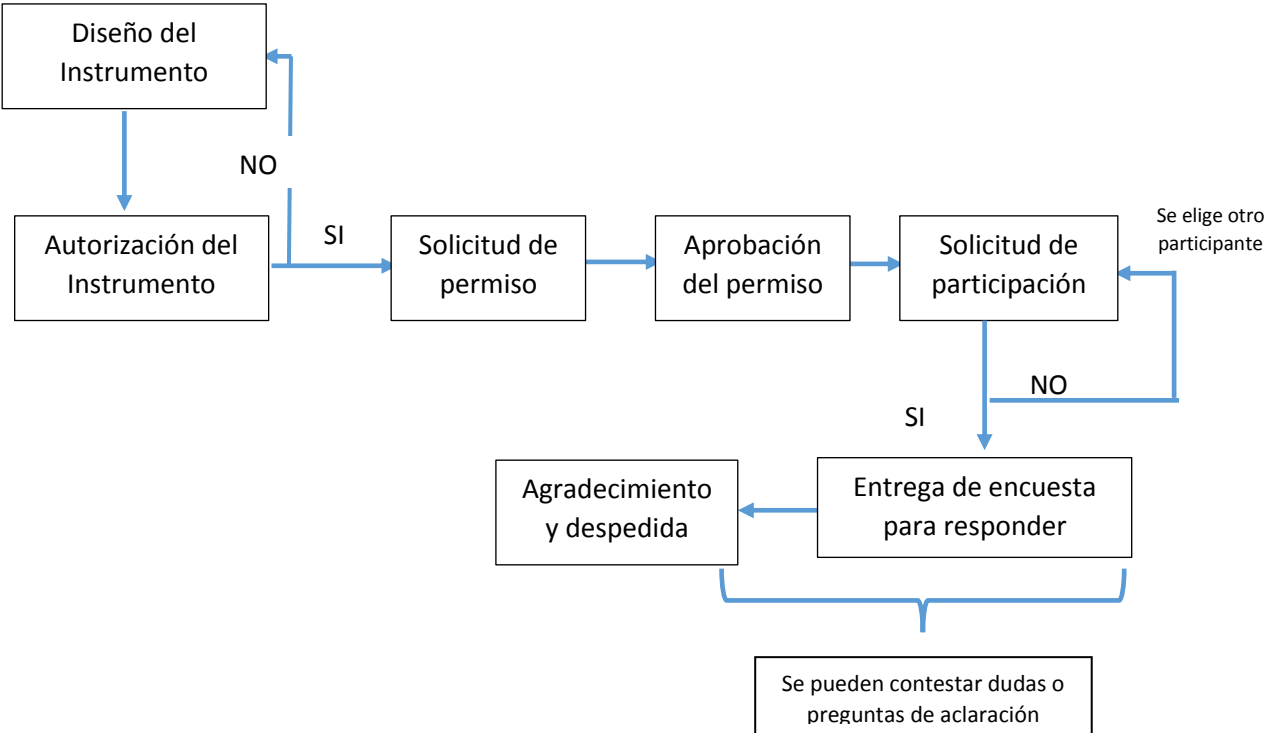 Diseño del
Instrumento
NO
Autorización del
Instrumento
SI
Solicitud de
permiso
Aprobación
del permiso
Solicitud de
participación
Se elige otro
participante
NO
SI
Entrega de encuesta
para responder
Agradecimiento
y despedida
Se pueden contestar dudas o
preguntas de aclaración